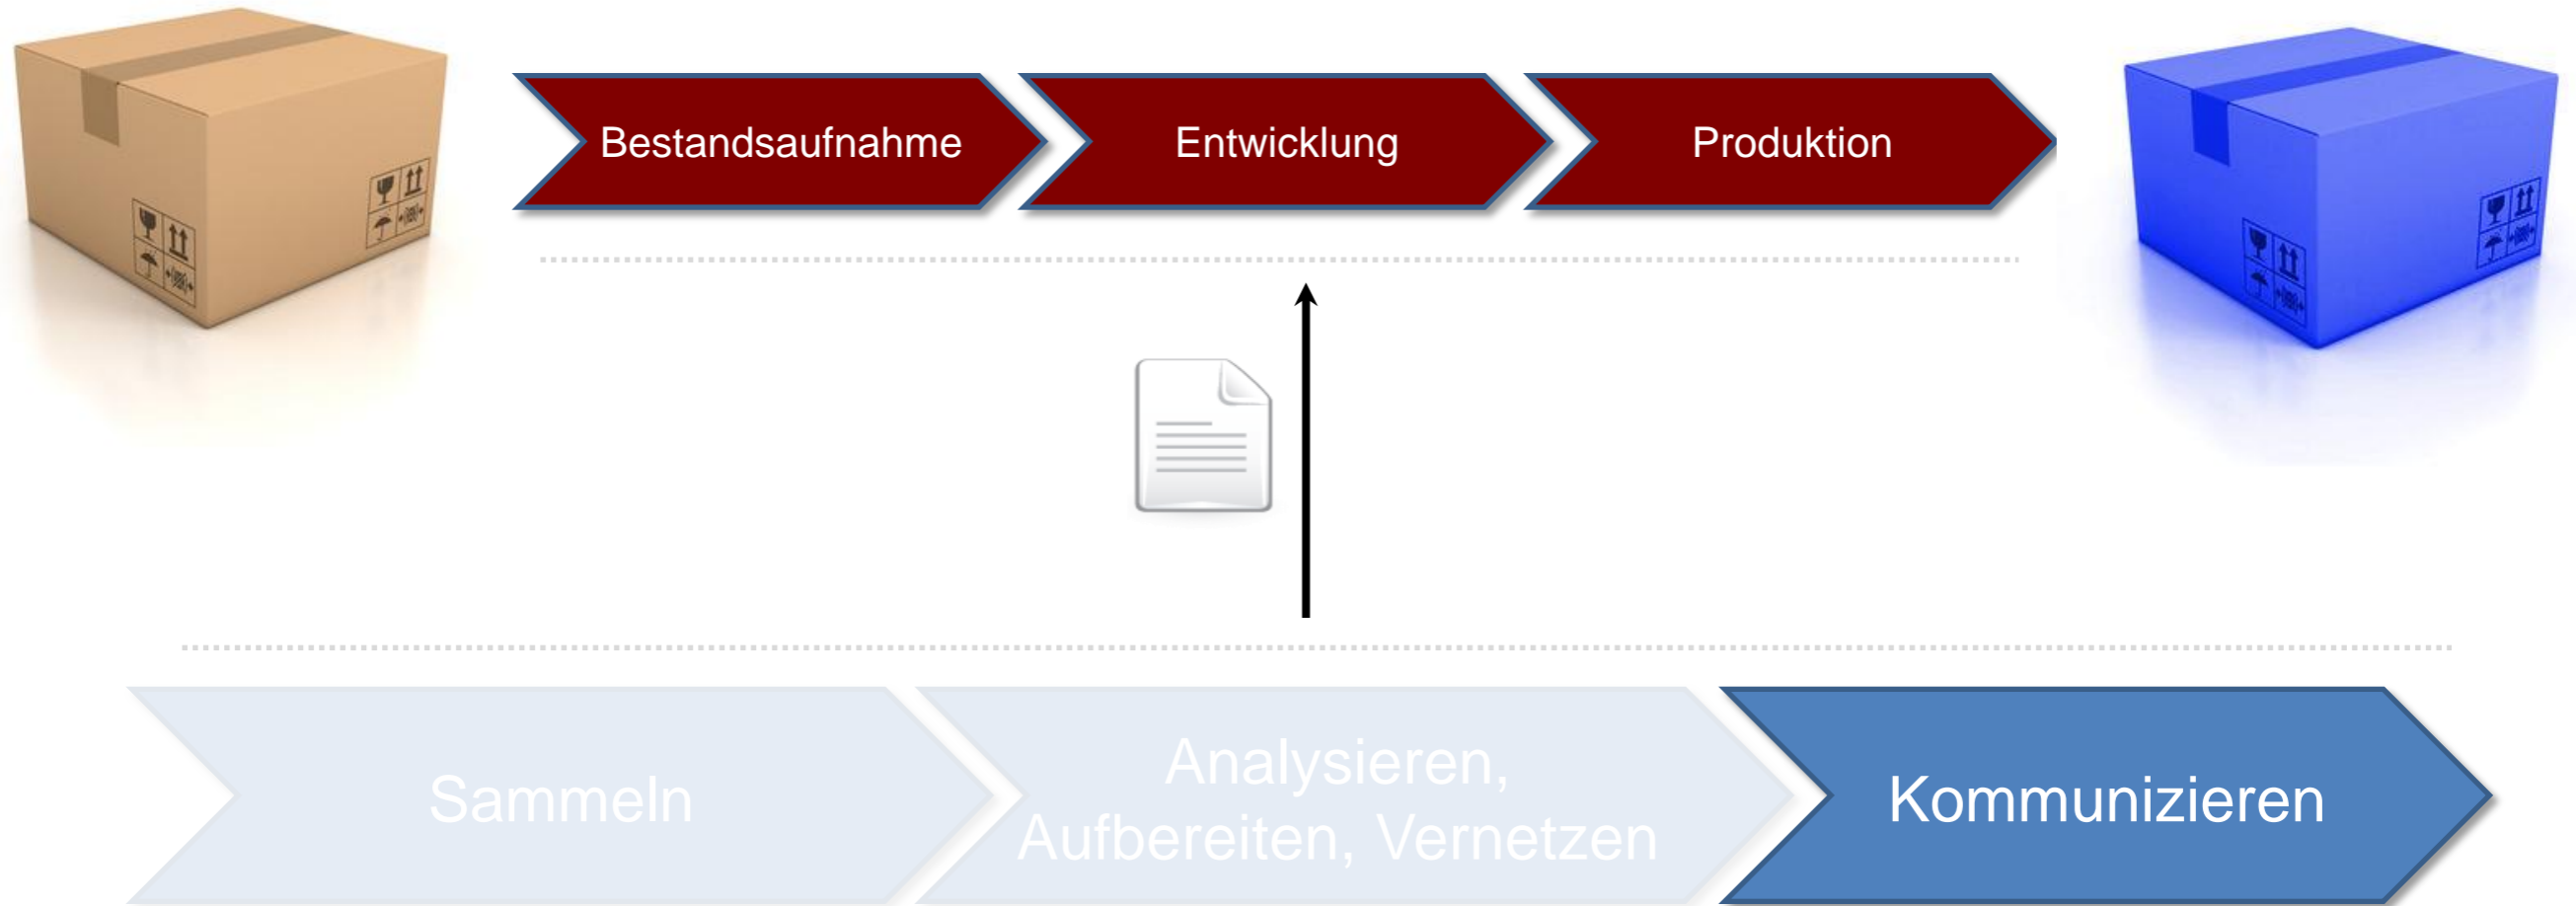 Bestandsaufnahme
Entwicklung
Produktion
Sammeln
Analysieren,
Aufbereiten, Vernetzen
Kommunizieren